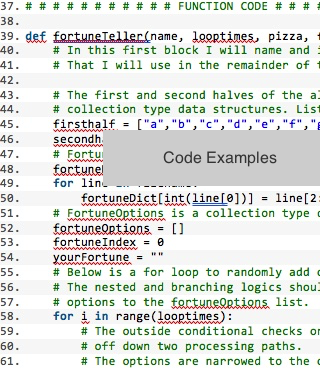 37. # # # # # # # # # # # FUNCTION CODE # # # #
38.
39. def fortuneTeller(name, looptimes, pizza,
40. # In this first block I will name and
41. # That I will use in the remainder of
42.
43. # The first and second halves of the
44. # collection type data structures. List
45. firsthalf = ["a","b","c","d","e","f",
46. secondh
47. # Fortu
Code Examples
48.
49. for line
50. fortuneDict[int(line[0])] = line[2:
51. # FortuneOptions is a collection type
52. fortuneOptions = []
53. fortuneIndex = 0
54. yourFortune = ""
55. # Below is a for loop to randomly add
56. # The nested and branching logics
57. # options to the fortuneOptions list.
58. for i in range(looptimes):
59. # The outside conditional checks
60. # off down two processing paths.
61. # The options are narrowed to the